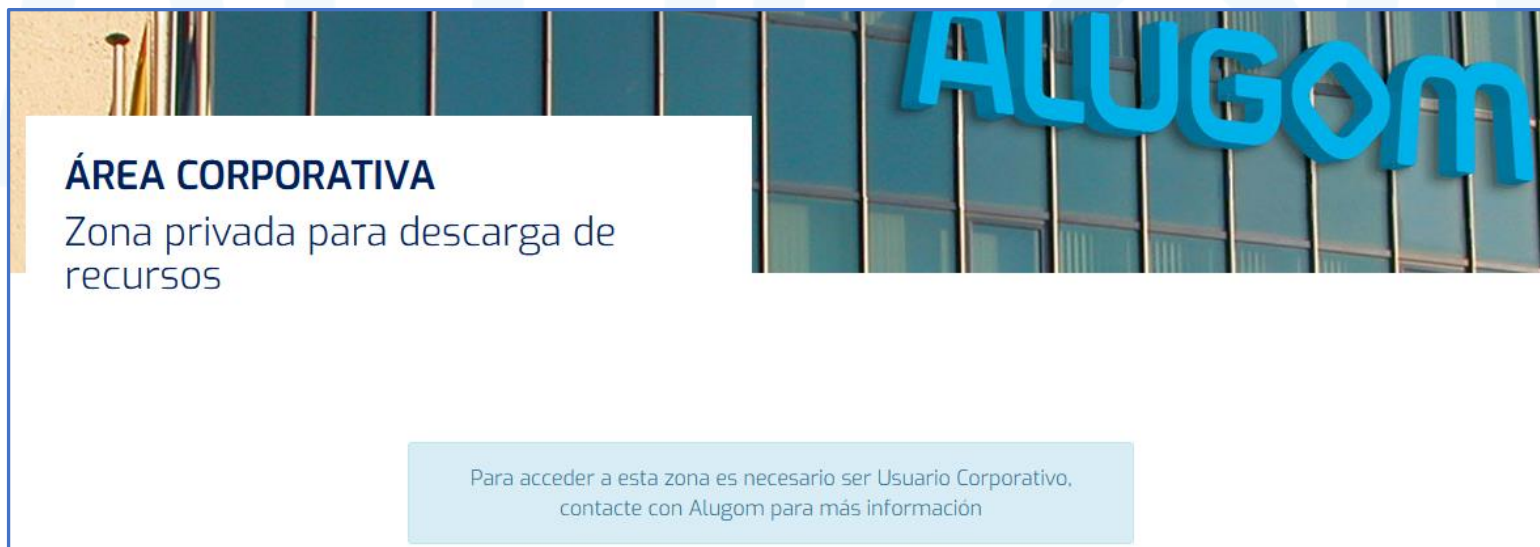 ALUGOM
ÁREA CORPORATIVA
Zona privada para descarga de
recursos
Para acceder a esta zona es necesario ser Usuario Corporativo,
contacte con Alugom para más información